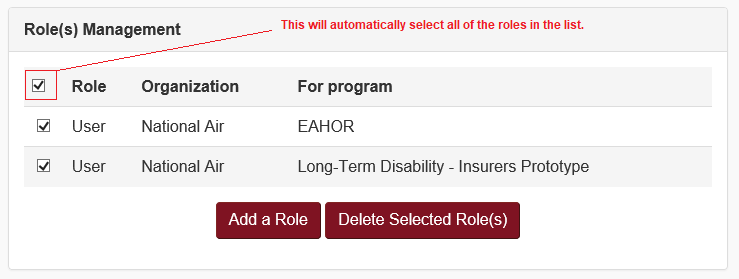 Role(s) Management
This will automatically select all of the roles in the list.
Role Organization For program
User National Air EAHOR
User National Air Long-Term Disability - Insurers Prototype
Add a Role Delete Selected Role(s)